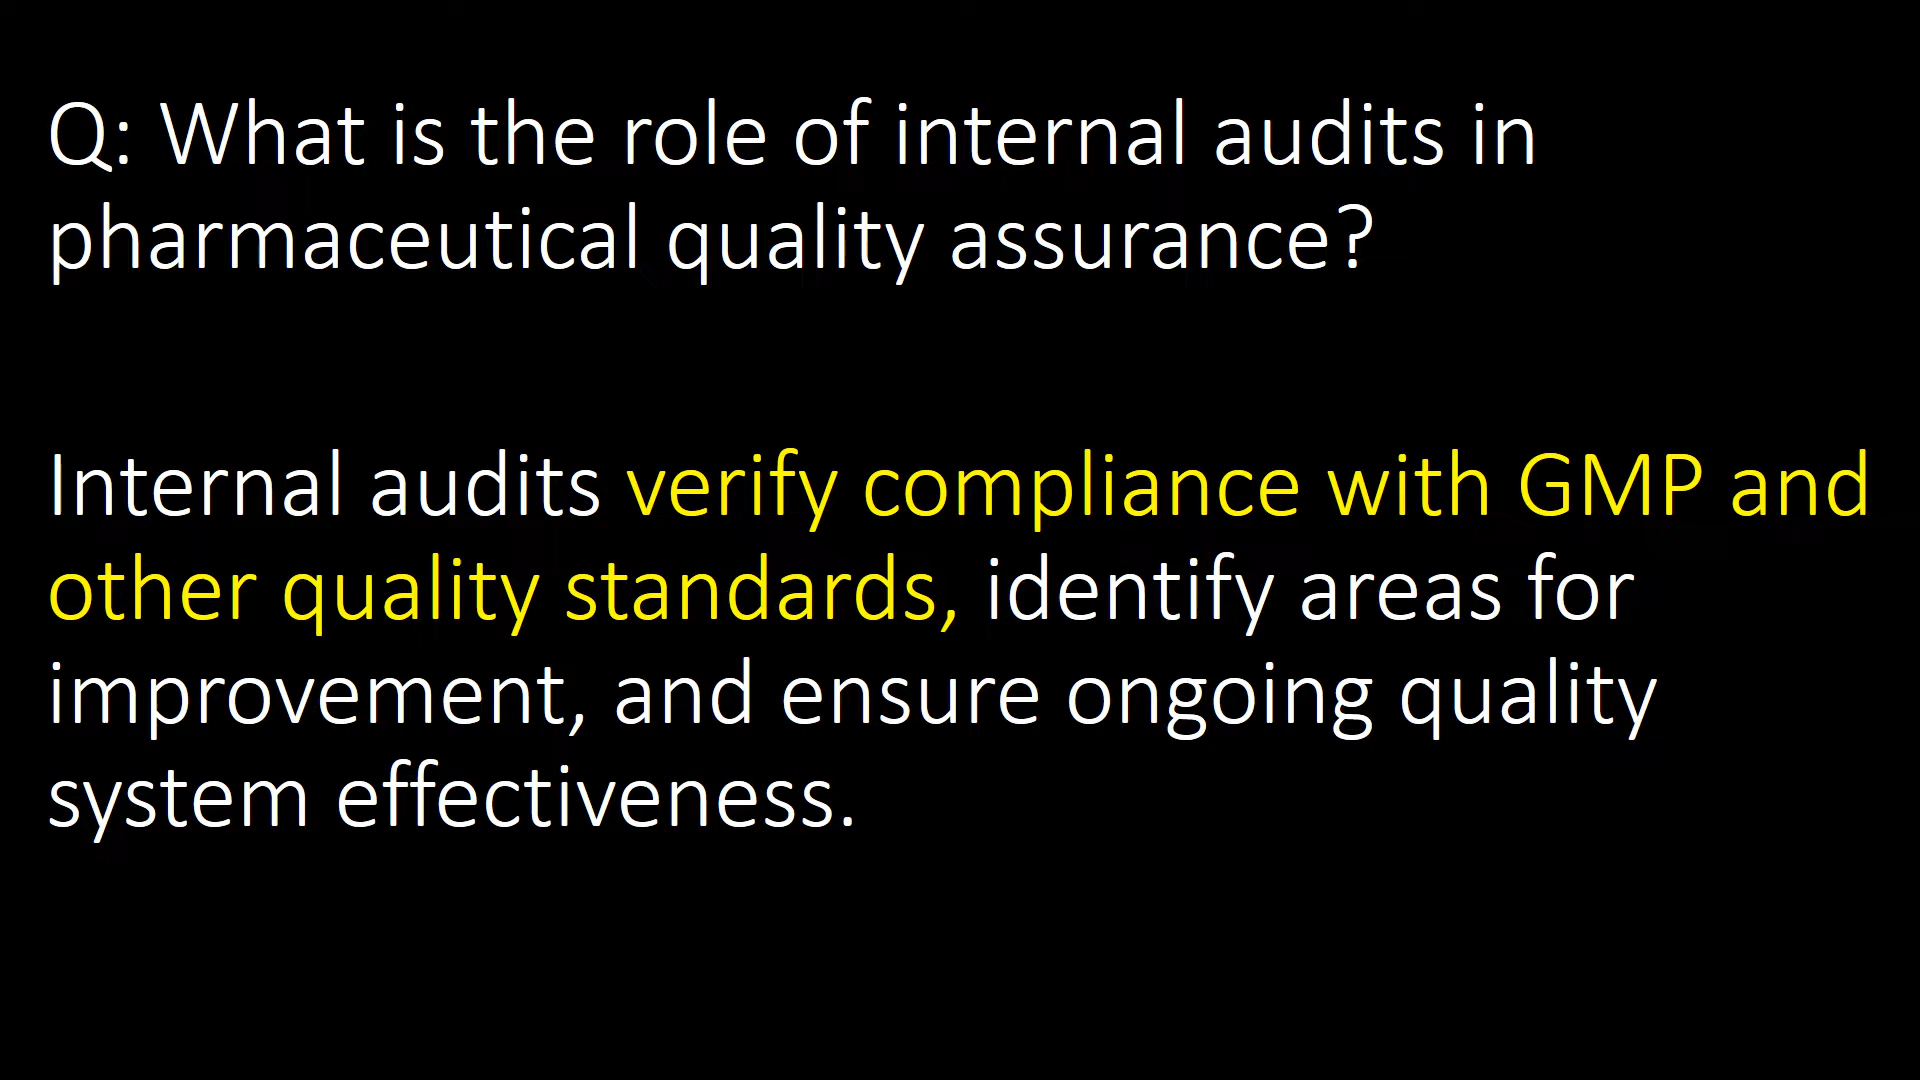 Q: What is the role of internal audits in
pharmaceutical quality assurance?
Internal audits verify compliance with GMP and
other quality standards, identify areas for
improvement, and ensure ongoing quality
system effectiveness.